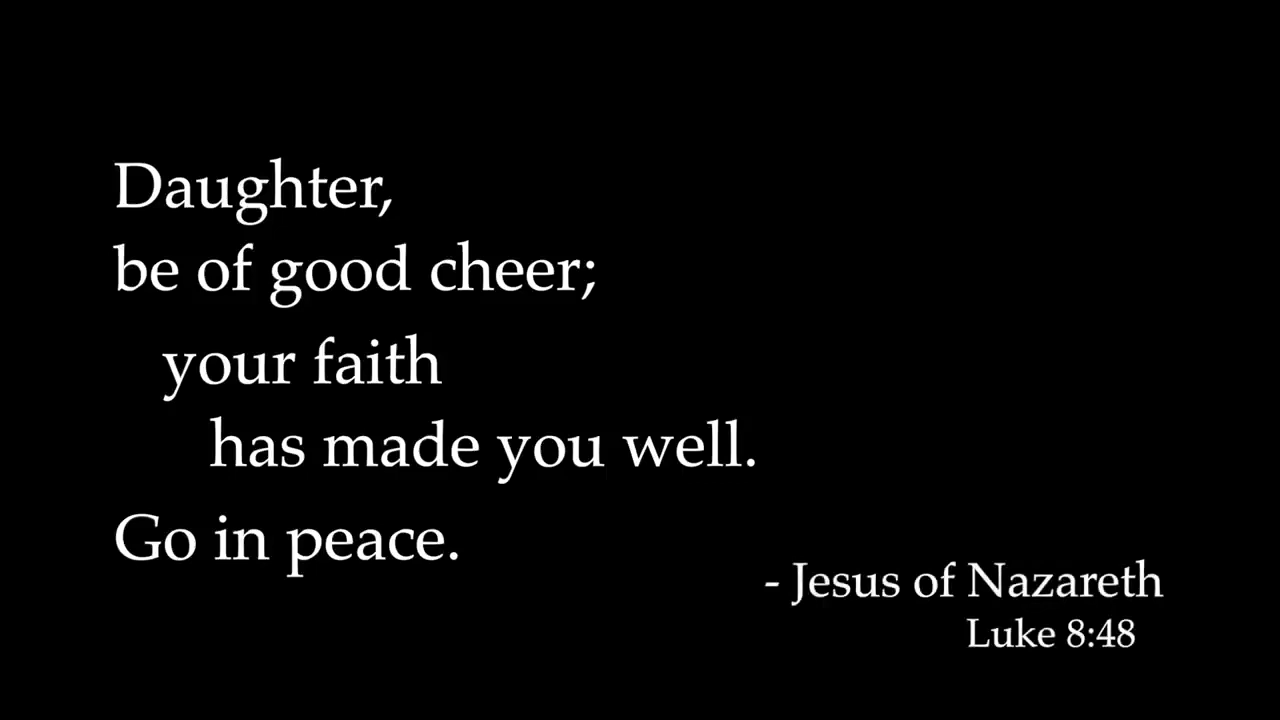 Daughter,
be of good cheer;
your faith
has made you well.
Go in peace.
- Jesus of Nazareth
Luke 8:48